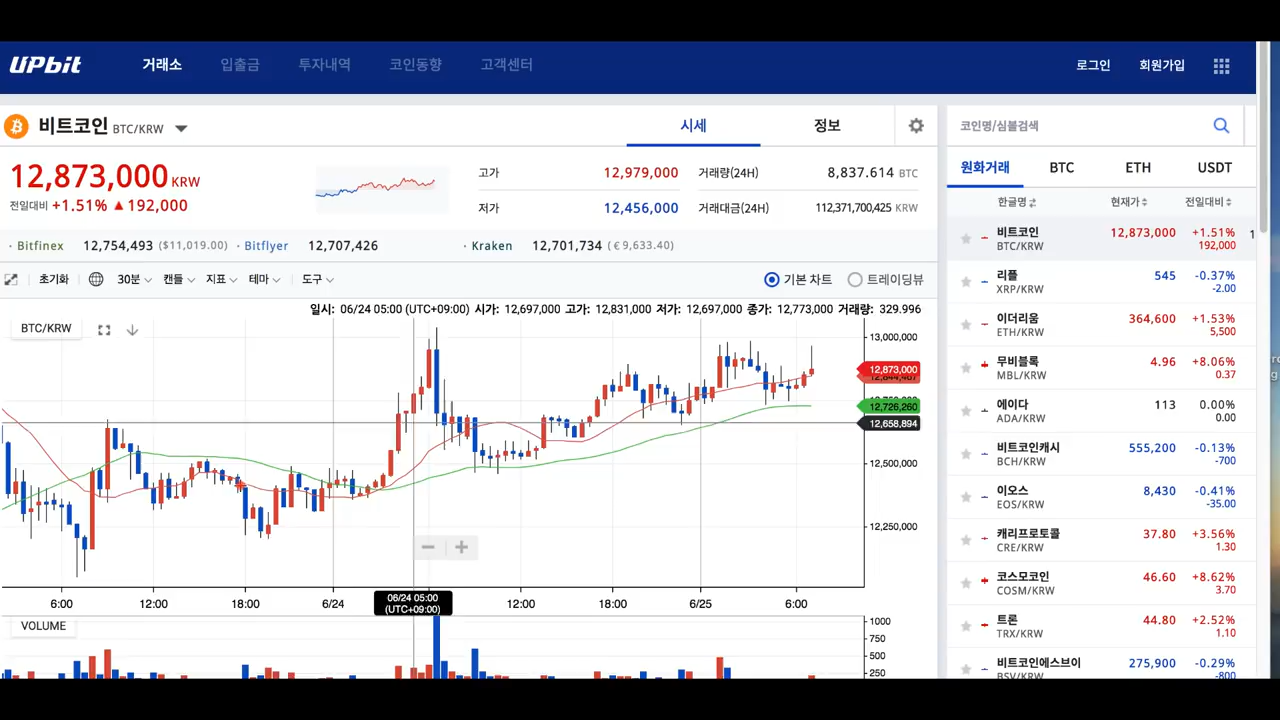 UPbit 거래소 입출금 투자내역 코인동향 고객센터 로그인 회원가입
비트코인 BTC/KRW 시세 정보
12,873,000 KRW
전일대비 +1.51% ▲ 192,000
고가 12,979,000 거래량(24H) 8,837.614 BTC
저가 12,456,000 거래대금(24H) 112,371,700,425 KRW
· Bitfinex 12,754,493 ($11,019.00) · Bitflyer 12,707,426 · Kraken 12,701,734 (€ 9,633.40)
초기화 30분 캔들 지표 테마 도구 기본 차트 트레이딩뷰
일시: 06/24 05:00 (UTC+09:00) 시가: 12,697,000 고가: 12,831,000 저가: 12,697,000 종가: 12,773,000 거래량: 329.996
BTC/KRW
13,000,000
12,873,000
12,726,260
12,658,894
12,500,000
12,250,000
6:00 12:00 18:00 6/24 12:00 18:00 6/25 6:00
06/24 05:00
(UTC+09:00)
VOLUME
1000
750
500
250
코인명/심볼검색
원화거래 BTC ETH USDT
한글명 현재가 전일대비
비트코인 12,873,000 +1.51% 1
BTC/KRW 192,000
리플 545 -0.37%
XRP/KRW -2.00
이더리움 364,600 +1.53%
ETH/KRW 5,500
무비블록 4.96 +8.06%
MBL/KRW 0.37
에이다 113 0.00%
ADA/KRW 0.00
비트코인캐시 555,200 -0.13%
BCH/KRW -700
이오스 8,430 -0.41%
EOS/KRW -35.00
캐리프로토콜 37.80 +3.56%
CRE/KRW 1.30
코스모코인 46.60 +8.62%
COSM/KRW 3.70
트론 44.80 +2.52%
TRX/KRW 1.10
비트코인에스브이 275,900 -0.29%
BSV/KRW -800